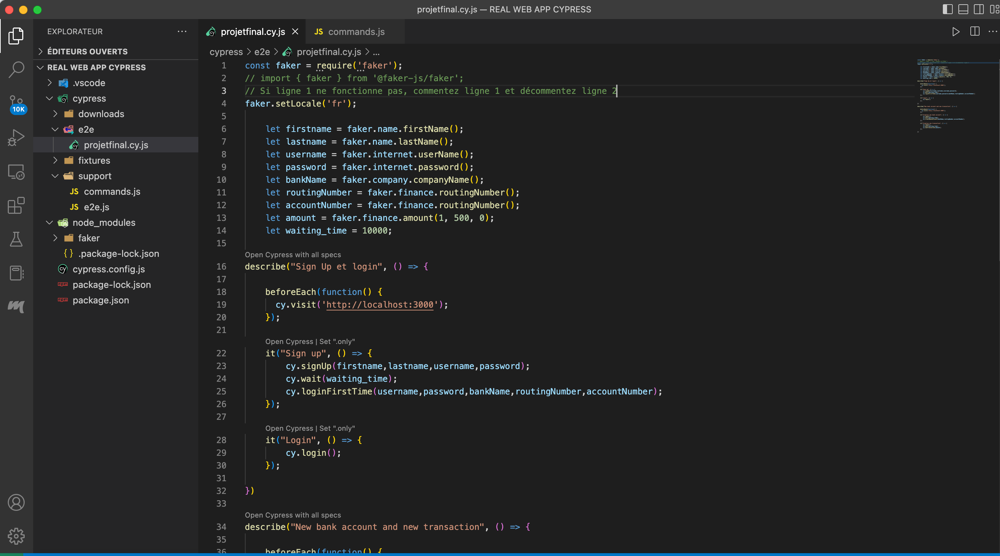 projetfinal.cy.js — REAL WEB APP CYPRESS
EXPLORATEUR
ÉDITEURS OUVERTS
REAL WEB APP CYPRESS
.vscode
cypress
downloads
e2e
projetfinal.cy.js
fixtures
support
JS commands.js
JS e2e.js
node_modules
faker
{} .package-lock.json
cypress.config.js
package-lock.json
package.json
10K
projetfinal.cy.js
JS commands.js
cypress > e2e > projetfinal.cy.js > ...
1 const faker = require('faker');
2 // import { faker } from '@faker-js/faker';
3 // Si ligne 1 ne fonctionne pas, commentez ligne 1 et décommentez ligne 2
4 faker.setLocale('fr');
5
6 let firstname = faker.name.firstName();
7 let lastname = faker.name.lastName();
8 let username = faker.internet.userName();
9 let password = faker.internet.password();
10 let bankName = faker.company.companyName();
11 let routingNumber = faker.finance.routingNumber();
12 let accountNumber = faker.finance.routingNumber();
13 let amount = faker.finance.amount(1, 500, 0);
14 let waiting_time = 10000;
15
Open Cypress with all specs
16 describe("Sign Up et login", () => {
17
18 beforeEach(function() {
19 cy.visit('http://localhost:3000');
20 });
21
Open Cypress | Set ".only"
22 it("Sign up", () => {
23 cy.signUp(firstname,lastname,username,password);
24 cy.wait(waiting_time);
25 cy.loginFirstTime(username,password,bankName,routingNumber,accountNumber);
26 });
27
Open Cypress | Set ".only"
28 it("Login", () => {
29 cy.login();
30 });
31
32 })
33
Open Cypress with all specs
34 describe("New bank account and new transaction", () => {
35
36 beforeEach(function() {